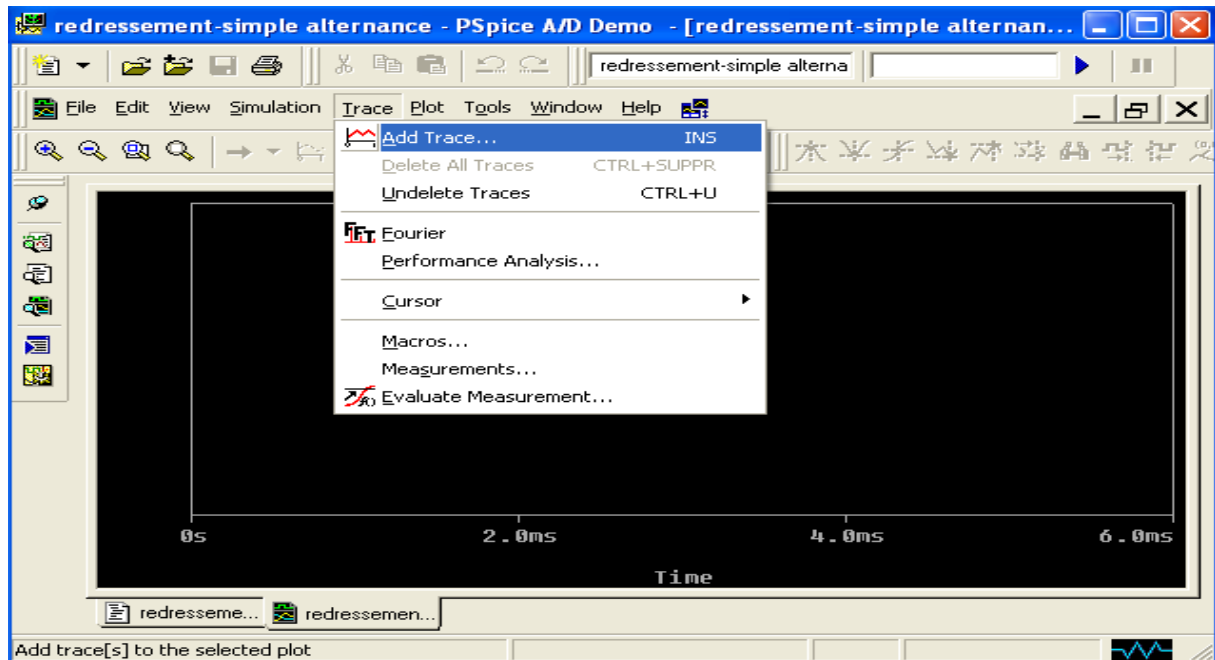 redressement-simple alternance - PSpice A/D Demo - [redressement-simple alternan...
redressement-simple alterna
File Edit View Simulation Trace Plot Tools Window Help
Add Trace... INS
Delete All Traces CTRL+SUPPR
Undelete Traces CTRL+U
FFT Fourier
Performance Analysis...
Cursor
Macros...
Measurements...
Evaluate Measurement...
0s 2.0ms 4.0ms 6.0ms
Time
redresseme... redressemen...
Add trace[s] to the selected plot